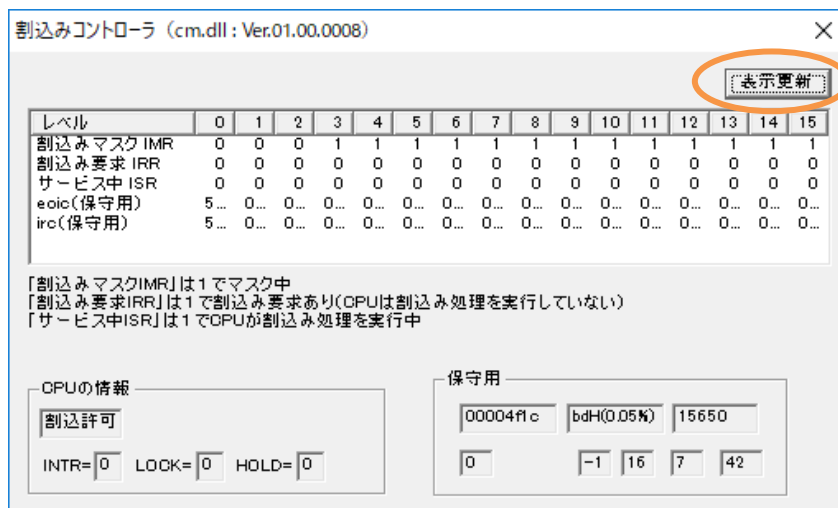 割込みコントローラ（cm.dll : Ver.01.00.0008）
表示更新
レベル 0 1 2 3 4 5 6 7 8 9 10 11 12 13 14 15
割込みマスク IMR 0 0 0 1 1 1 1 1 1 1 1 1 1 1 1 1
割込み要求 IRR 0 0 0 0 0 0 0 0 0 0 0 0 0 0 0 0
サービス中 ISR 0 0 0 0 0 0 0 0 0 0 0 0 0 0 0 0
eoic(保守用) 5... 0... 0... 0... 0... 0... 0... 0... 0... 0... 0... 0... 0... 0... 0... 0...
irc(保守用) 5... 0... 0... 0... 0... 0... 0... 0... 0... 0... 0... 0... 0... 0... 0... 0...
「割込みマスクIMR」は1でマスク中
「割込み要求IRR」は1で割込み要求あり(CPUは割込み処理を実行していない)
「サービス中ISR」は1でCPUが割込み処理を実行中
CPUの情報
割込許可
INTR= 0 LOCK= 0 HOLD= 0
保守用
00004f1c bdH(0.05%) 15650
0 -1 16 7 42